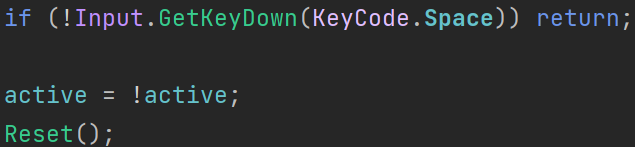 if (!Input.GetKeyDown(KeyCode.Space)) return;
active = !active;
Reset();